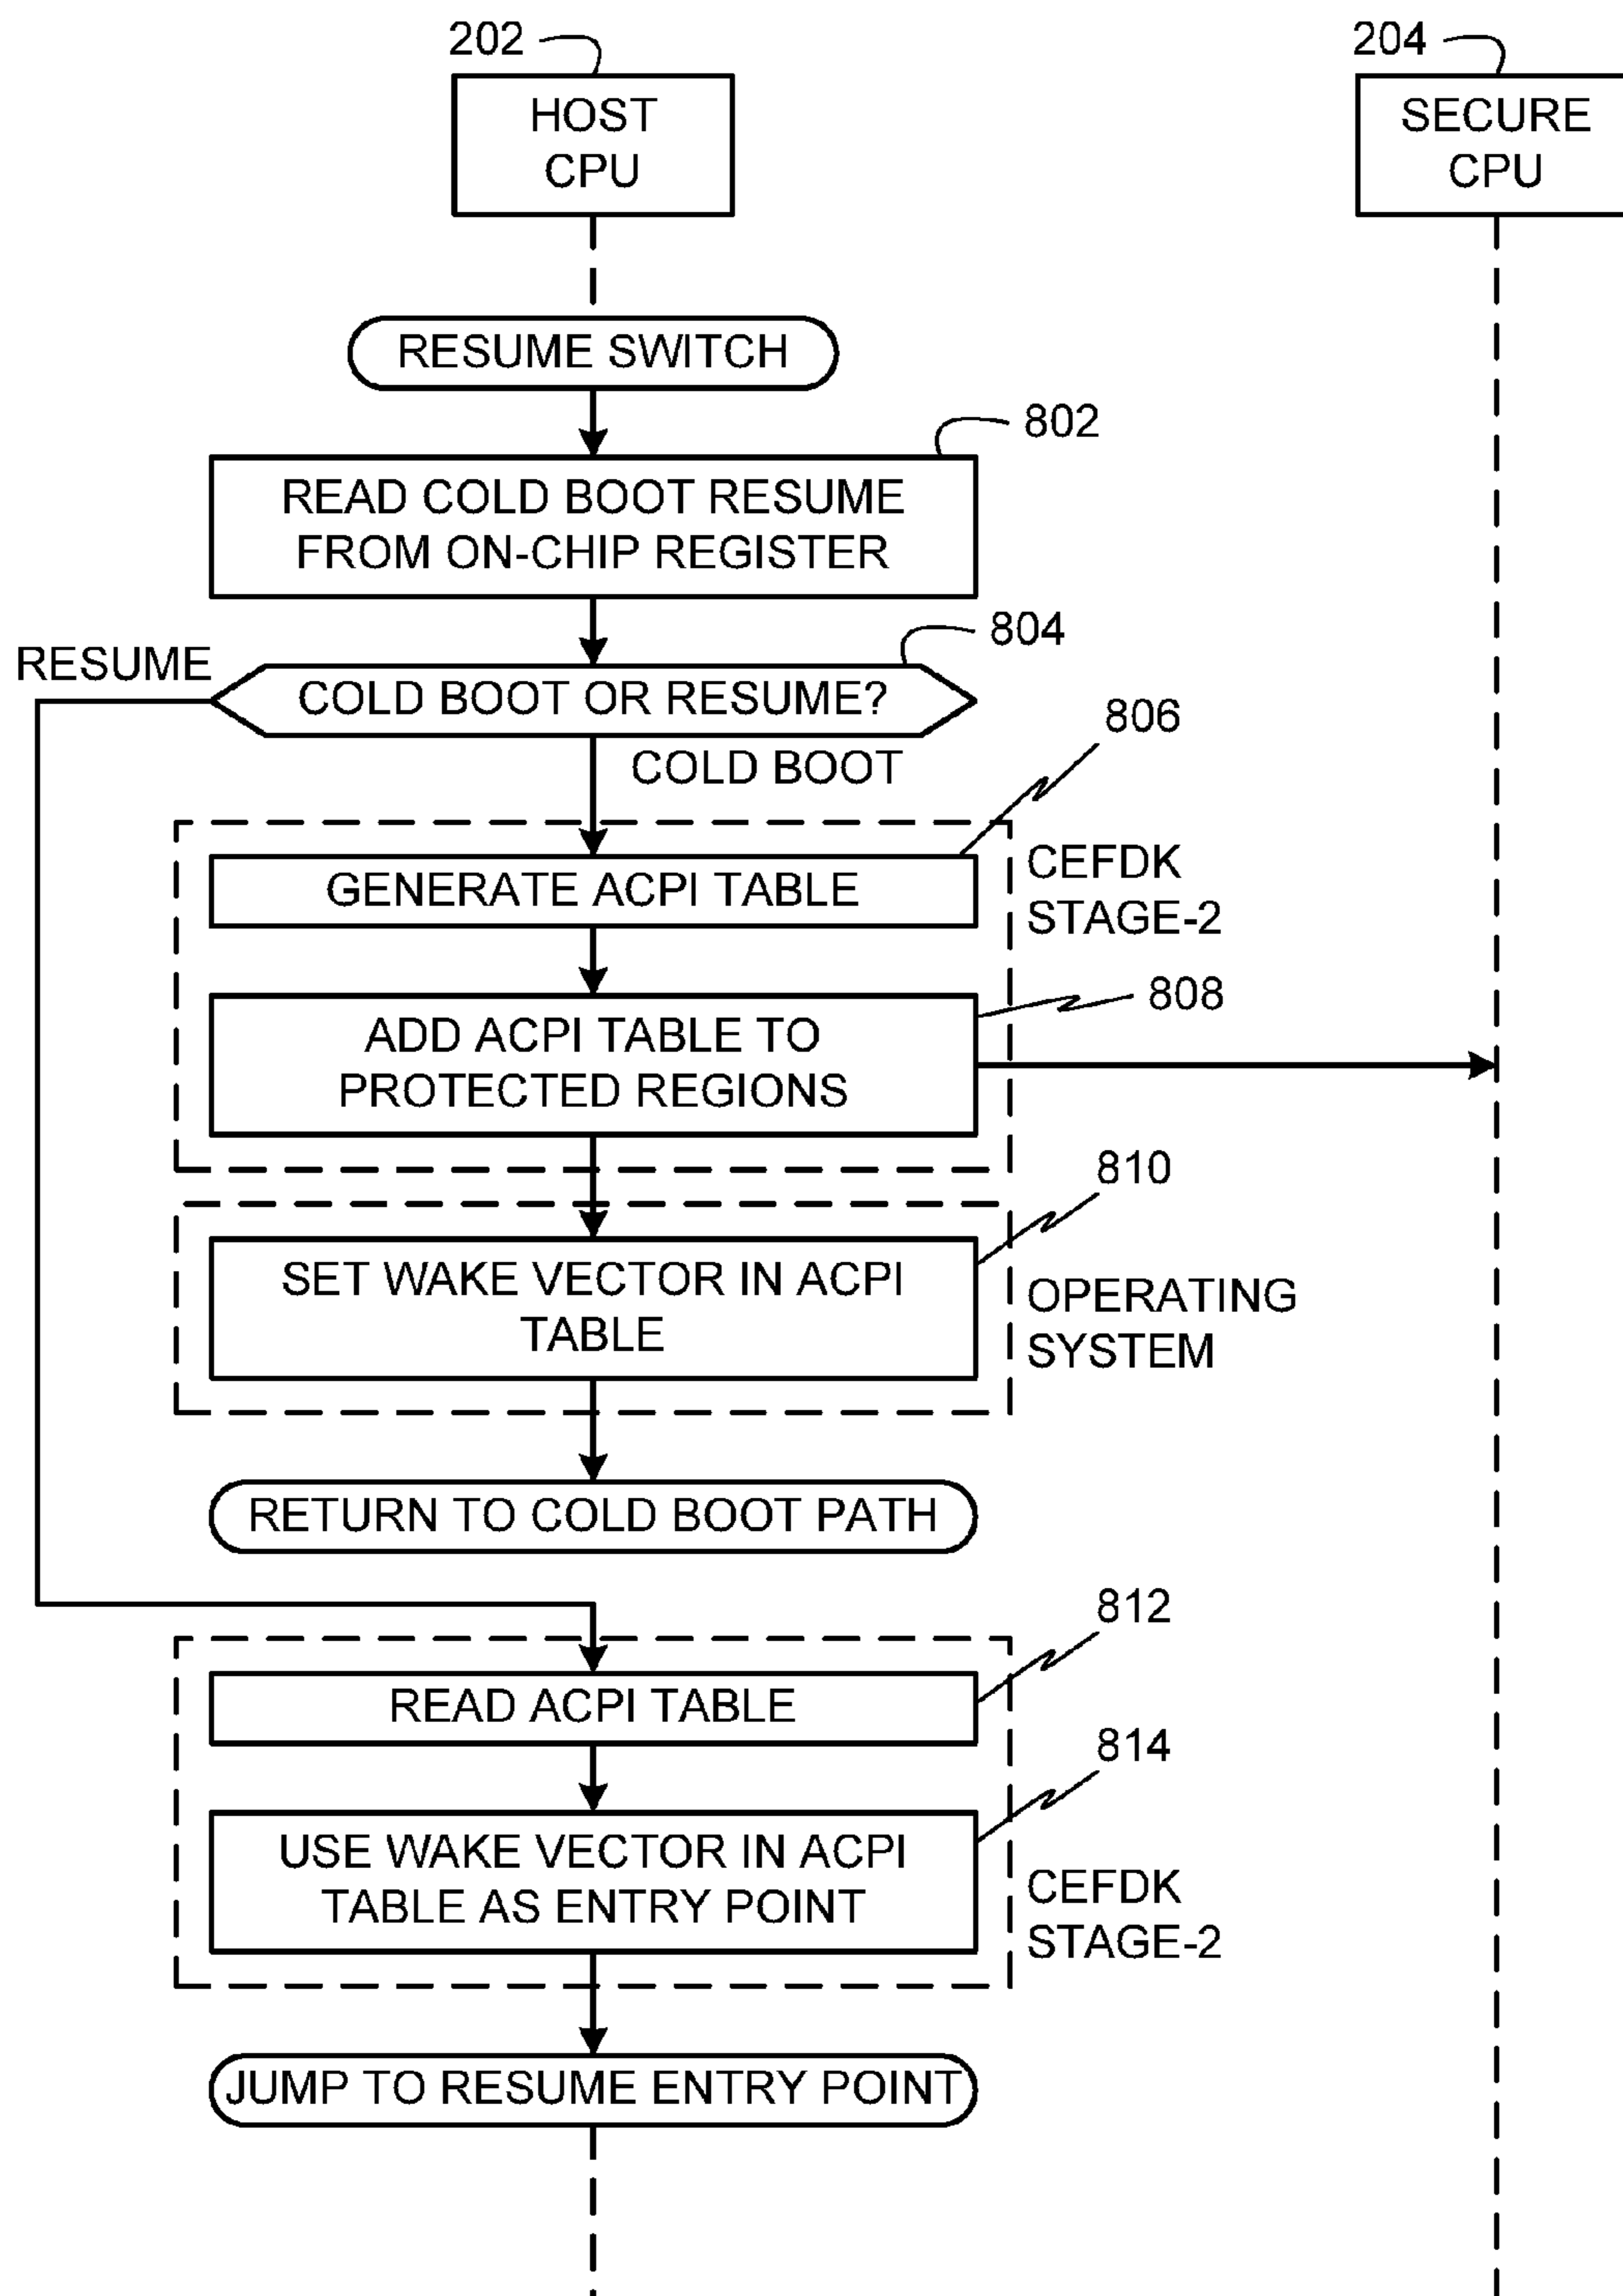 202
204
HOST
CPU
SECURE
CPU
RESUME SWITCH
802
READ COLD BOOT RESUME
FROM ON-CHIP REGISTER
804
RESUME
COLD BOOT OR RESUME?
806
COLD BOOT
CEFDK
STAGE-2
GENERATE ACPI TABLE
808
ADD ACPI TABLE TO
PROTECTED REGIONS
810
SET WAKE VECTOR IN ACPI
TABLE
OPERATING
SYSTEM
RETURN TO COLD BOOT PATH
812
READ ACPI TABLE
814
USE WAKE VECTOR IN ACPI
TABLE AS ENTRY POINT
CEFDK
STAGE-2
JUMP TO RESUME ENTRY POINT